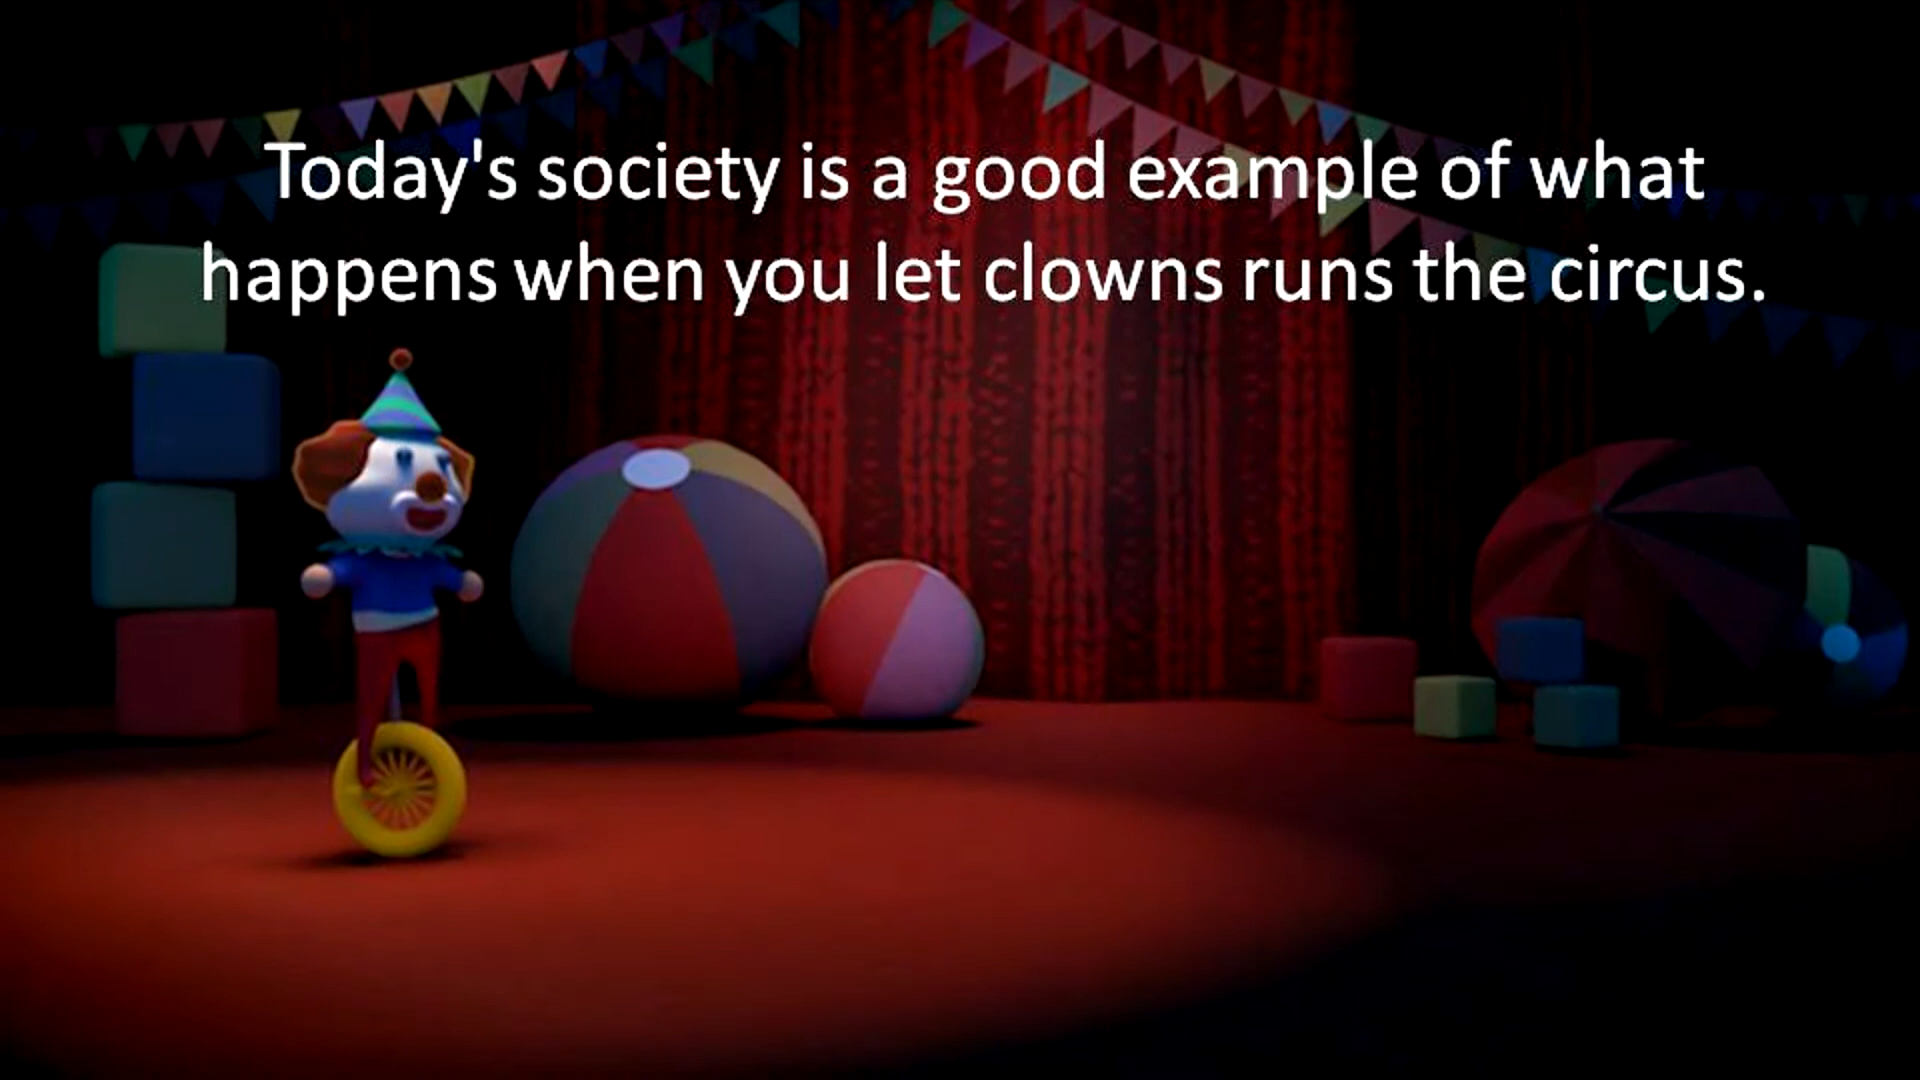 Today's society is a good example of what
happens when you let clowns runs the circus.